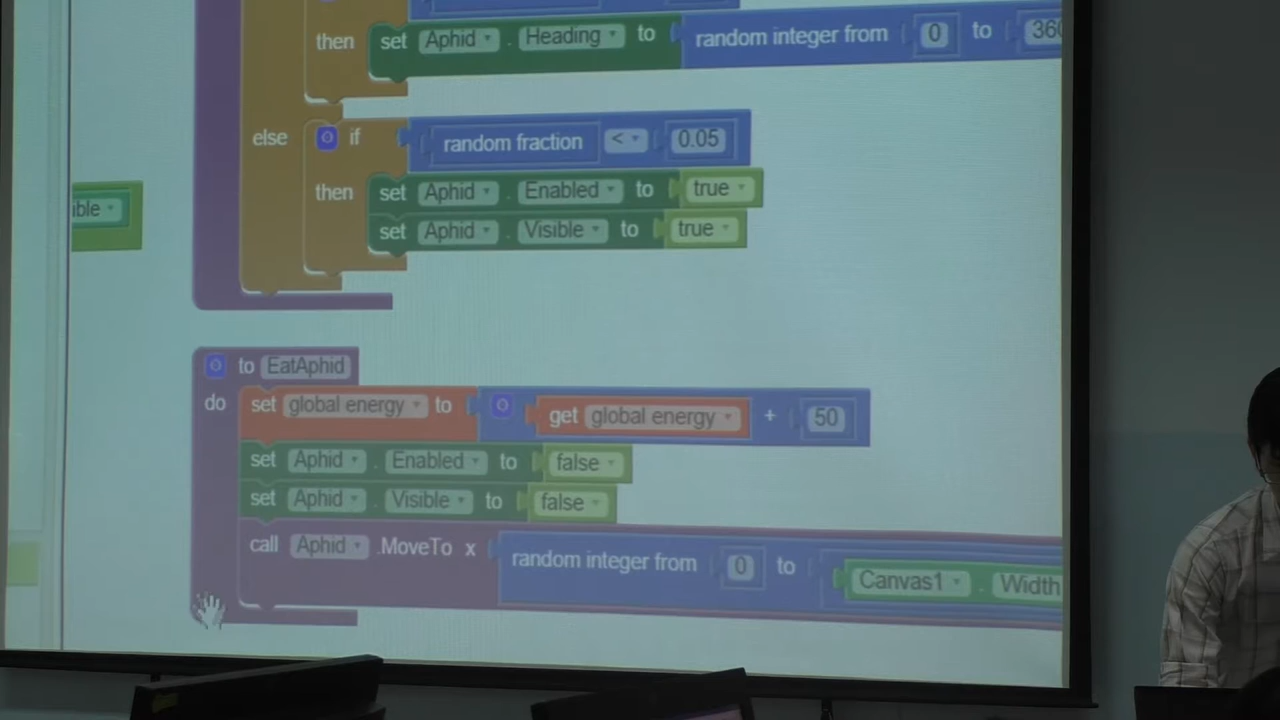 then set Aphid . Heading to random integer from 0 to 360
else if random fraction < 0.05
then set Aphid . Enabled to true
set Aphid . Visible to true
to EatAphid
do set global energy to get global energy + 50
set Aphid . Enabled to false
set Aphid . Visible to false
call Aphid .MoveTo x random integer from 0 to Canvas1 . Width